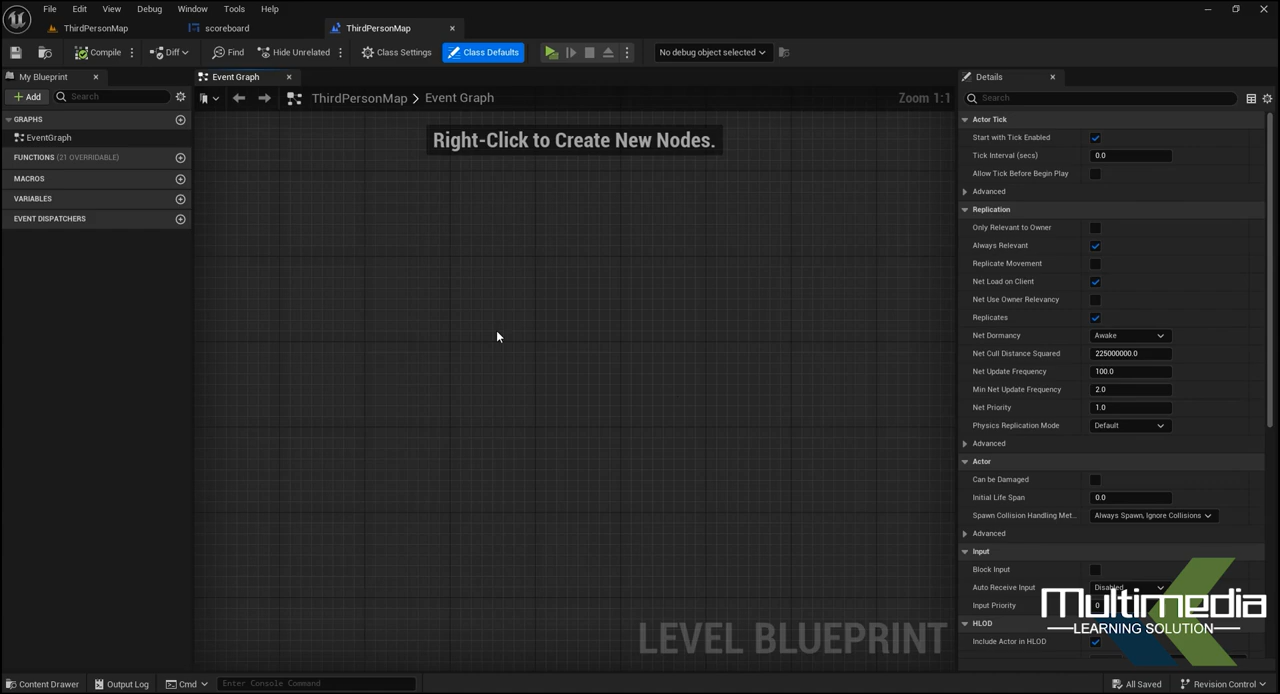 File Edit View Debug Window Tools Help
ThirdPersonMap scoreboard ThirdPersonMap
Compile Diff Find Hide Unrelated Class Settings Class Defaults No debug object selected
My Blueprint Event Graph Details
Add Search ThirdPersonMap > Event Graph Zoom 1:1 Search
GRAPHS
EventGraph
FUNCTIONS (21 OVERRIDABLE)
MACROS
VARIABLES
EVENT DISPATCHERS
Right-Click to Create New Nodes.
LEVEL BLUEPRINT
Actor Tick
Start with Tick Enabled
Tick Interval (secs) 0.0
Allow Tick Before Begin Play
Advanced
Replication
Only Relevant to Owner
Always Relevant
Replicate Movement
Net Load on Client
Net Use Owner Relevancy
Replicates
Net Dormancy Awake
Net Cull Distance Squared 225000000.0
Net Update Frequency 100.0
Min Net Update Frequency 2.0
Net Priority 1.0
Physics Replication Mode Default
Advanced
Actor
Can be Damaged
Initial Life Span 0.0
Spawn Collision Handling Met... Always Spawn, Ignore Collisions
Advanced
Input
Block Input
Auto Receive Input Disabled
Input Priority 0
HLOD
Include Actor in HLOD
Multimedia
LEARNING SOLUTION
Content Drawer Output Log Cmd Enter Console Command All Saved Revision Control